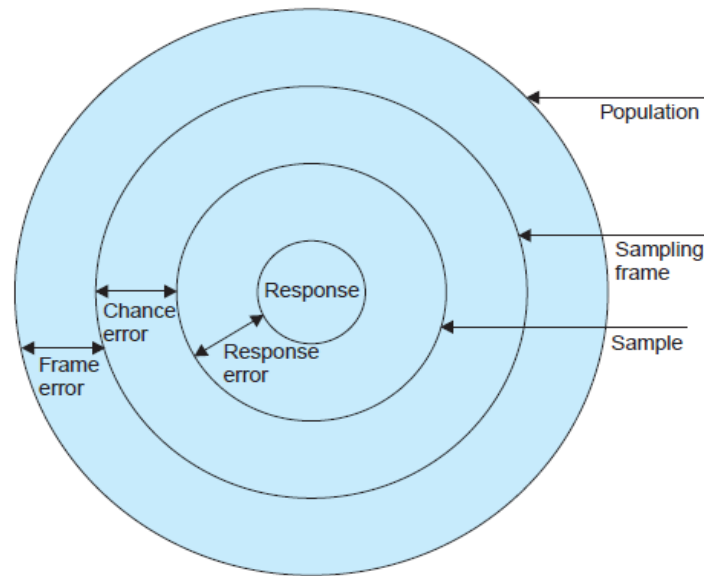 Population
Sampling
frame
Response
Chance
error
Sample
Response
error
Frame
error